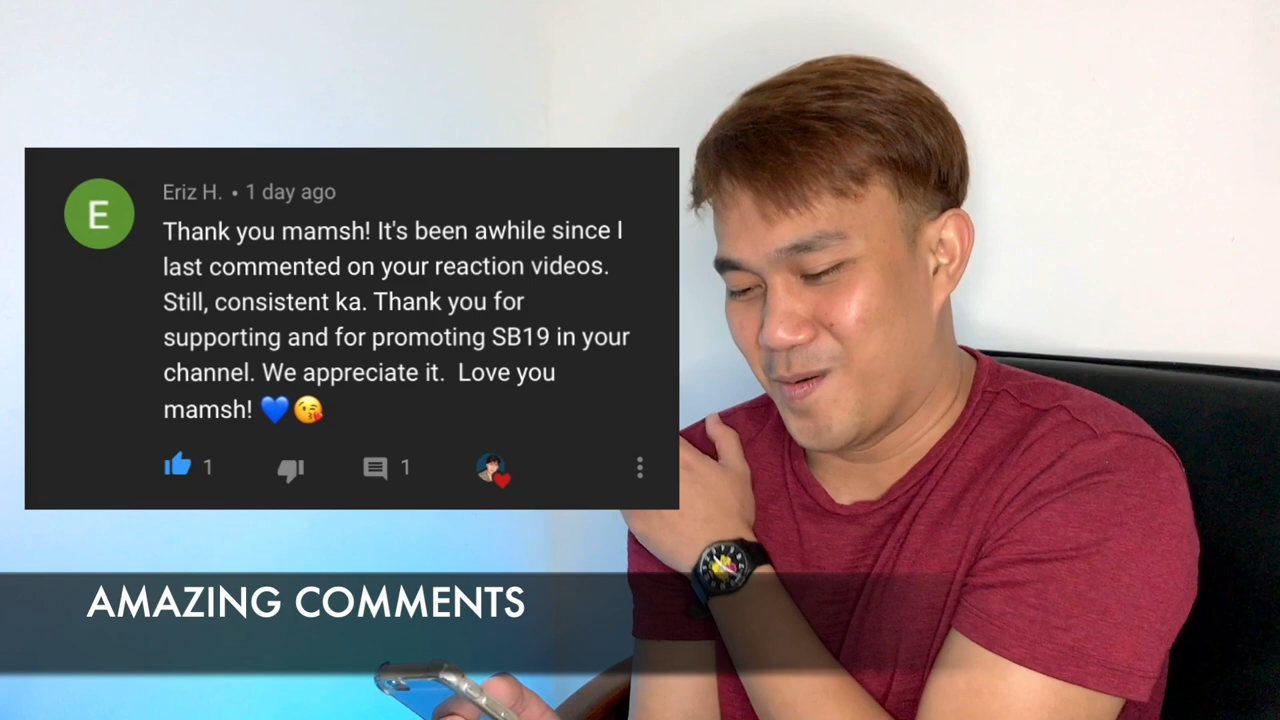 E
Eriz H. • 1 day ago
Thank you mamsh! It's been awhile since I
last commented on your reaction videos.
Still, consistent ka. Thank you for
supporting and for promoting SB19 in your
channel. We appreciate it.  Love you
mamsh! 💙😘
1
1
AMAZING COMMENTS